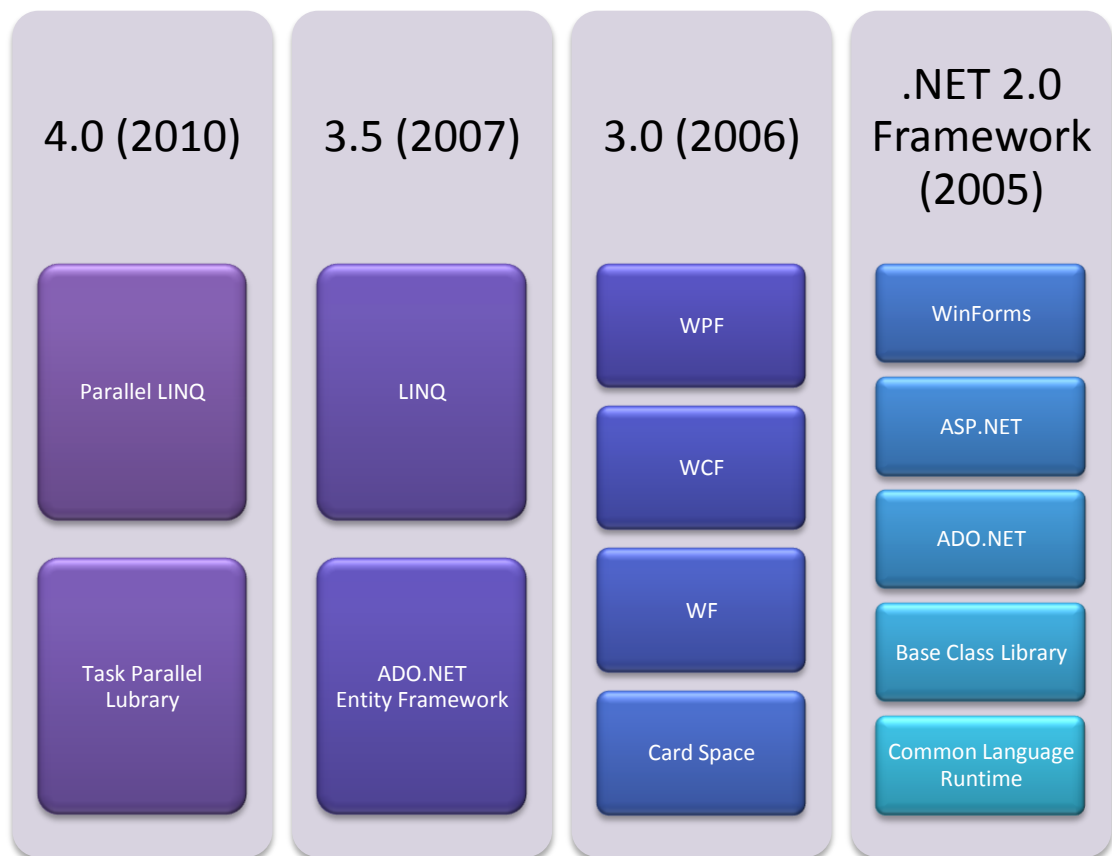 4.0 (2010)
Parallel LINQ
Task Parallel
Lubrary
3.5 (2007)
LINQ
ADO.NET
Entity Framework
3.0 (2006)
WPF
WCF
WF
Card Space
.NET 2.0
Framework
(2005)
WinForms
ASP.NET
ADO.NET
Base Class Library
Common Language
Runtime